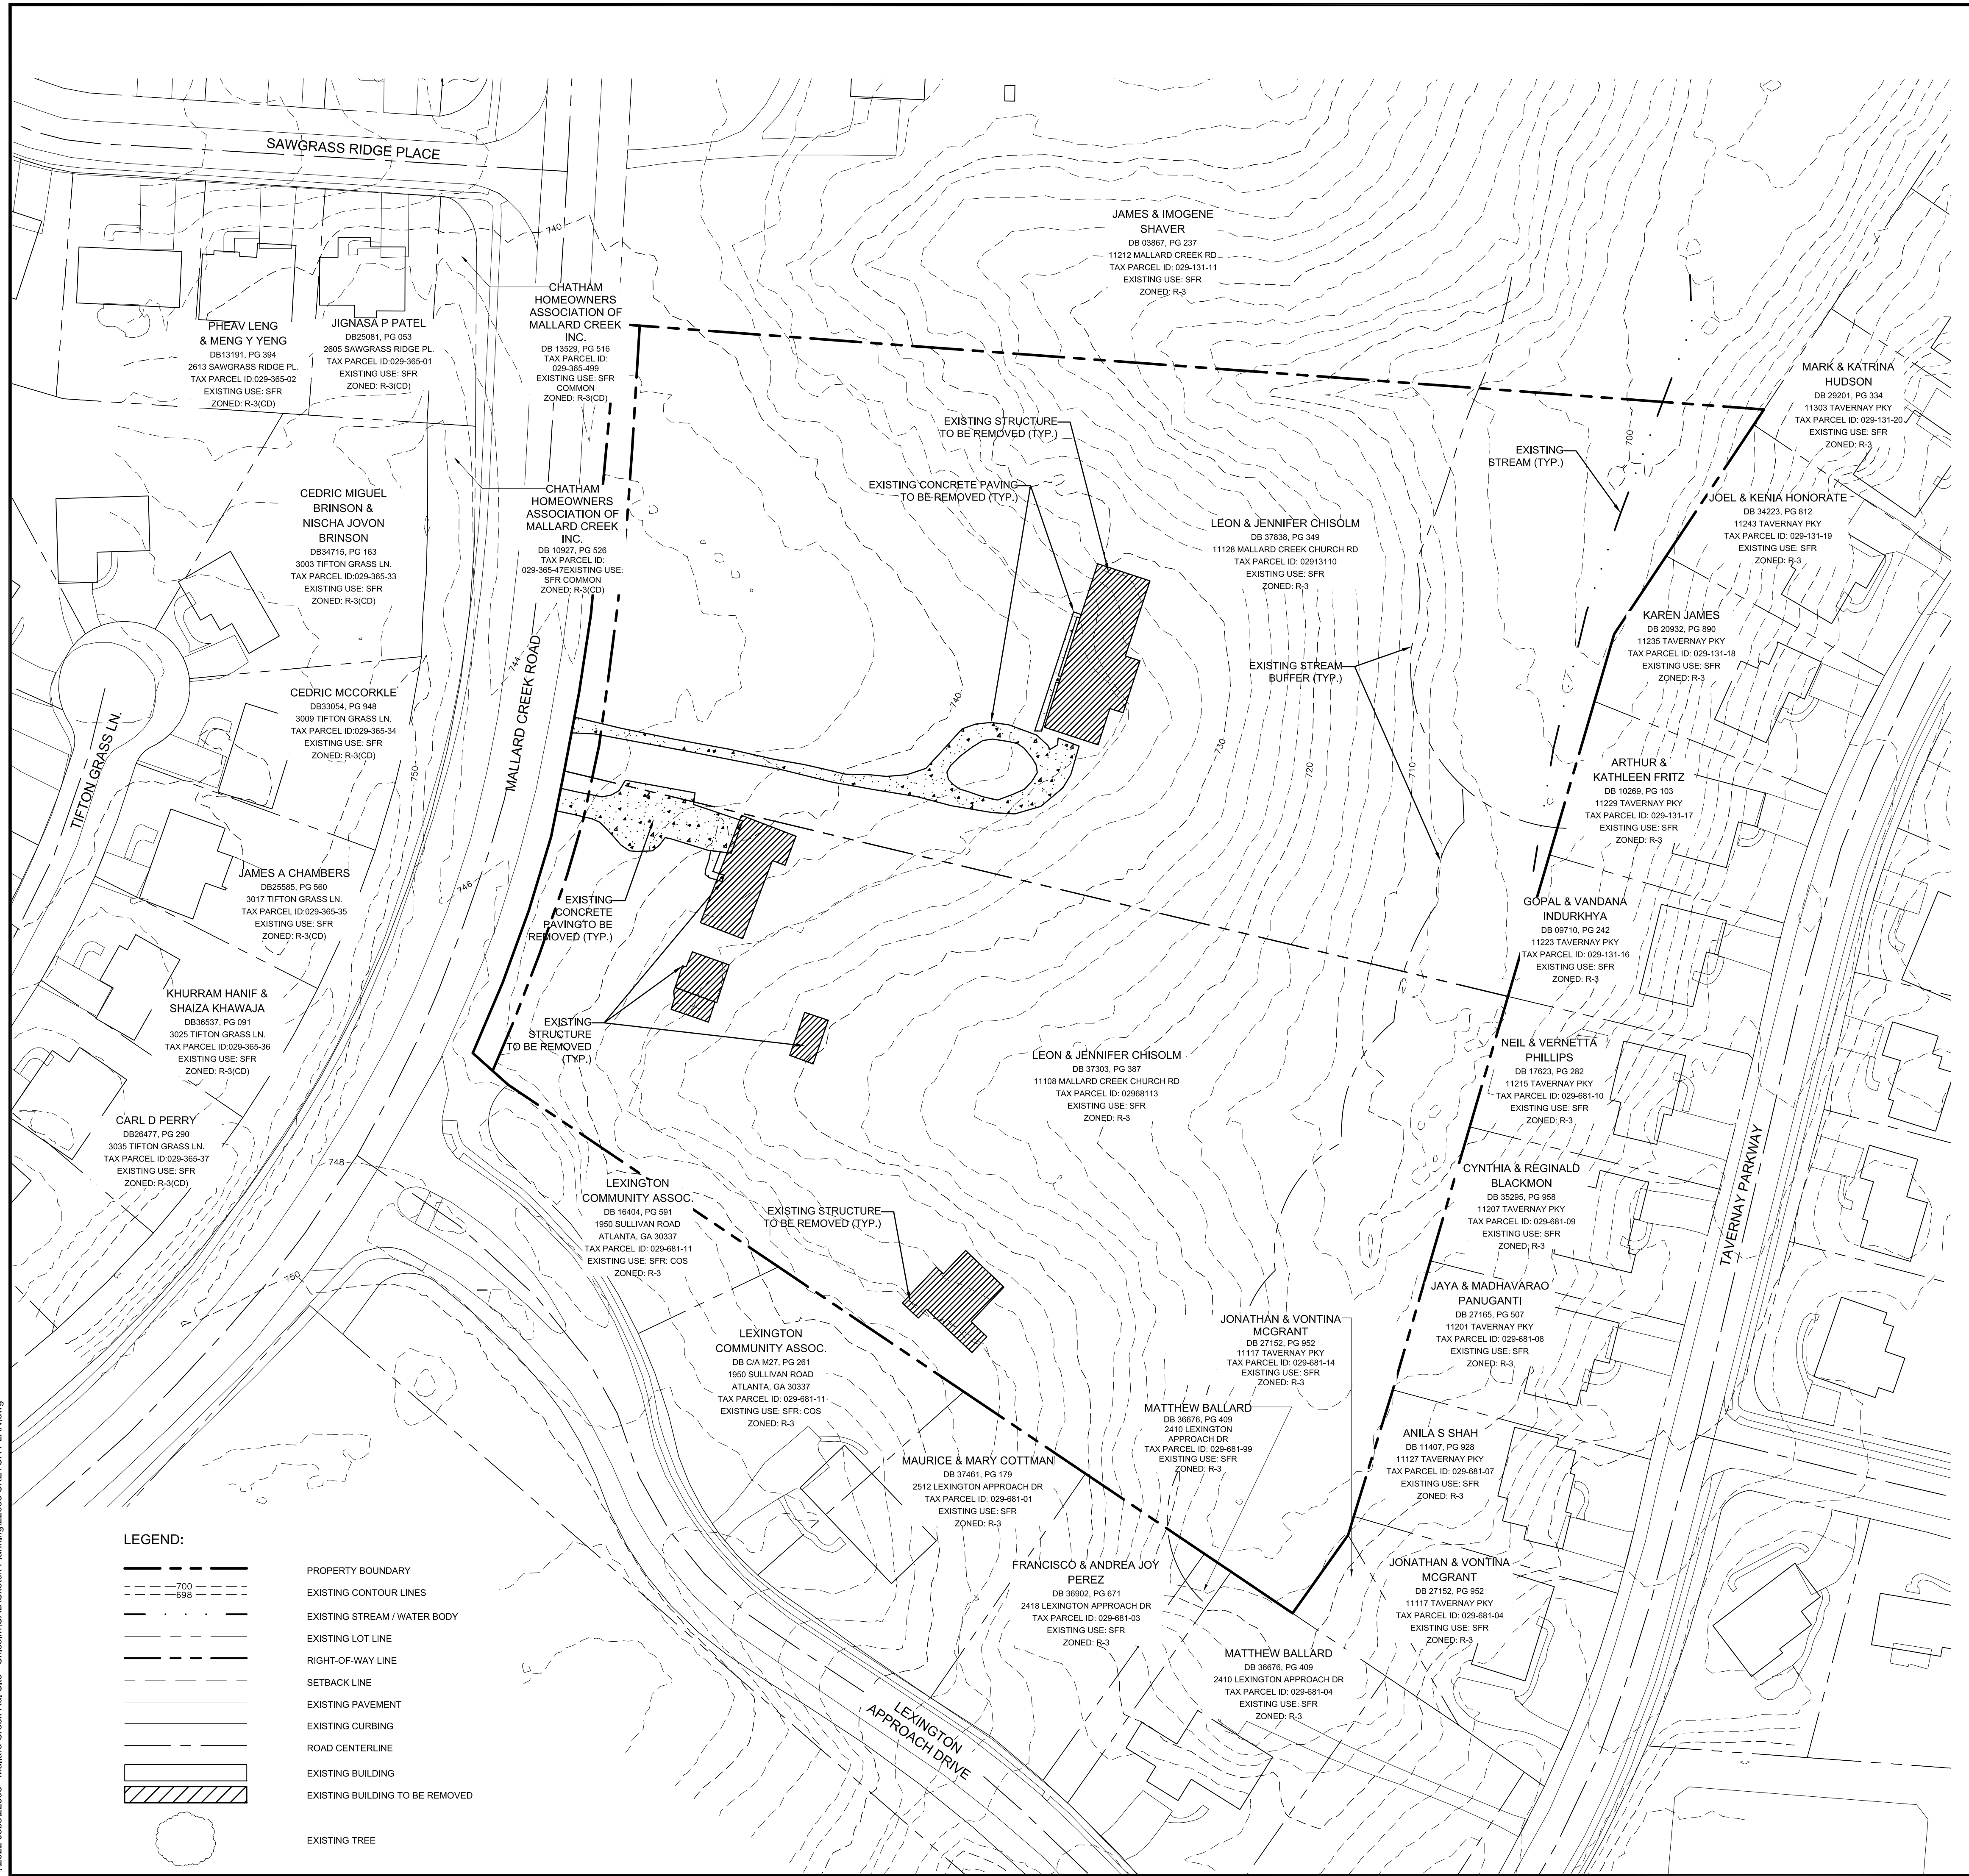 SAWGRASS RIDGE PLACE
740
JAMES & IMOGENE
SHAVER
DB 03867, PG 237
11212 MALLARD CREEK RD
TAX PARCEL ID: 029-131-11
EXISTING USE: SFR
ZONED: R-3
CHATHAM
HOMEOWNERS
ASSOCIATION OF
MALLARD CREEK
INC.
DB 13529, PG 516
TAX PARCEL ID:
029-365-499
EXISTING USE: SFR
COMMON
ZONED: R-3(CD)
PHEAV LENG
& MENG Y YENG
DB13191, PG 394
2613 SAWGRASS RIDGE PL.
TAX PARCEL ID:029-365-02
EXISTING USE: SFR
ZONED: R-3(CD)
JIGNASA P PATEL
DB25081, PG 053
2605 SAWGRASS RIDGE PL.
TAX PARCEL ID:029-365-01
EXISTING USE: SFR
ZONED: R-3(CD)
MARK & KATRINA
HUDSON
DB 29201, PG 334
11303 TAVERNAY PKY
TAX PARCEL ID: 029-131-20
EXISTING USE: SFR
ZONED: R-3
EXISTING STRUCTURE
TO BE REMOVED (TYP.)
700
EXISTING
STREAM (TYP.)
EXISTING CONCRETE PAVING
TO BE REMOVED (TYP.)
CEDRIC MIGUEL
BRINSON &
NISCHA JOVON
BRINSON
DB34715, PG 163
3003 TIFTON GRASS LN.
TAX PARCEL ID:029-365-33
EXISTING USE: SFR
ZONED: R-3(CD)
CHATHAM
HOMEOWNERS
ASSOCIATION OF
MALLARD CREEK
INC.
DB 10927, PG 526
TAX PARCEL ID:
029-365-47EXISTING USE:
SFR COMMON
ZONED: R-3(CD)
LEON & JENNIFER CHISOLM
DB 37838, PG 349
11128 MALLARD CREEK CHURCH RD
TAX PARCEL ID: 02913110
EXISTING USE: SFR
ZONED: R-3
JOEL & KENIA HONORATE
DB 34223, PG 812
11243 TAVERNAY PKY
TAX PARCEL ID: 029-131-19
EXISTING USE: SFR
ZONED: R-3
KAREN JAMES
DB 20932, PG 890
11235 TAVERNAY PKY
TAX PARCEL ID: 029-131-18
EXISTING USE: SFR
ZONED: R-3
744
MALLARD CREEK ROAD
EXISTING STREAM
BUFFER (TYP.)
CEDRIC MCCORKLE
DB33054, PG 948
3009 TIFTON GRASS LN.
TAX PARCEL ID:029-365-34
EXISTING USE: SFR
ZONED: R-3(CD)
TIFTON GRASS LN.
750
740
730
720
710
ARTHUR &
KATHLEEN FRITZ
DB 10269, PG 103
11229 TAVERNAY PKY
TAX PARCEL ID: 029-131-17
EXISTING USE: SFR
ZONED: R-3
JAMES A CHAMBERS
DB25585, PG 560
3017 TIFTON GRASS LN.
TAX PARCEL ID:029-365-35
EXISTING USE: SFR
ZONED: R-3(CD)
746
EXISTING
CONCRETE
PAVINGTO BE
REMOVED (TYP.)
GOPAL & VANDANA
INDURKHYA
DB 09710, PG 242
11223 TAVERNAY PKY
TAX PARCEL ID: 029-131-16
EXISTING USE: SFR
ZONED: R-3
KHURRAM HANIF &
SHAIZA KHAWAJA
DB36537, PG 091
3025 TIFTON GRASS LN.
TAX PARCEL ID:029-365-36
EXISTING USE: SFR
ZONED: R-3(CD)
EXISTING
STRUCTURE
TO BE REMOVED
(TYP.)
LEON & JENNIFER CHISOLM
DB 37303, PG 387
11108 MALLARD CREEK CHURCH RD
TAX PARCEL ID: 02968113
EXISTING USE: SFR
ZONED: R-3
NEIL & VERNETTA
PHILLIPS
DB 17623, PG 282
11215 TAVERNAY PKY
TAX PARCEL ID: 029-681-10
EXISTING USE: SFR
ZONED: R-3
CARL D PERRY
DB26477, PG 290
3035 TIFTON GRASS LN.
TAX PARCEL ID:029-365-37
EXISTING USE: SFR
ZONED: R-3(CD)
748
TAVERNAY PARKWAY
LEXINGTON
COMMUNITY ASSOC.
DB 16404, PG 591
1950 SULLIVAN ROAD
ATLANTA, GA 30337
TAX PARCEL ID: 029-681-11
EXISTING USE: SFR: COS
ZONED: R-3
EXISTING STRUCTURE
TO BE REMOVED (TYP.)
CYNTHIA & REGINALD
BLACKMON
DB 35295, PG 958
11207 TAVERNAY PKY
TAX PARCEL ID: 029-681-09
EXISTING USE: SFR
ZONED: R-3
750
JAYA & MADHAVARAO
PANUGANTI
DB 27165, PG 507
11201 TAVERNAY PKY
TAX PARCEL ID: 029-681-08
EXISTING USE: SFR
ZONED: R-3
LEXINGTON
COMMUNITY ASSOC.
DB C/A M27, PG 261
1950 SULLIVAN ROAD
ATLANTA, GA 30337
TAX PARCEL ID: 029-681-11
EXISTING USE: SFR: COS
ZONED: R-3
JONATHAN & VONTINA
MCGRANT
DB 27152, PG 952
11117 TAVERNAY PKY
TAX PARCEL ID: 029-681-14
EXISTING USE: SFR
ZONED: R-3
MATTHEW BALLARD
DB 36676, PG 409
2410 LEXINGTON
APPROACH DR
TAX PARCEL ID: 029-681-99
EXISTING USE: SFR
ZONED: R-3
ANILA S SHAH
DB 11407, PG 928
11127 TAVERNAY PKY
TAX PARCEL ID: 029-681-07
EXISTING USE: SFR
ZONED: R-3
MAURICE & MARY COTTMAN
DB 37461, PG 179
2512 LEXINGTON APPROACH DR
TAX PARCEL ID: 029-681-01
EXISTING USE: SFR
ZONED: R-3
FRANCISCO & ANDREA JOY
PEREZ
DB 36902, PG 671
2418 LEXINGTON APPROACH DR
TAX PARCEL ID: 029-681-03
EXISTING USE: SFR
ZONED: R-3
JONATHAN & VONTINA
MCGRANT
DB 27152, PG 952
11117 TAVERNAY PKY
TAX PARCEL ID: 029-681-04
EXISTING USE: SFR
ZONED: R-3
MATTHEW BALLARD
DB 36676, PG 409
2410 LEXINGTON APPROACH DR
TAX PARCEL ID: 029-681-04
EXISTING USE: SFR
ZONED: R-3
LEXINGTON
APPROACH DRIVE
LEGEND:
PROPERTY BOUNDARY
700
698
EXISTING CONTOUR LINES
EXISTING STREAM / WATER BODY
EXISTING LOT LINE
RIGHT-OF-WAY LINE
SETBACK LINE
EXISTING PAVEMENT
EXISTING CURBING
ROAD CENTERLINE
EXISTING BUILDING
EXISTING BUILDING TO BE REMOVED
EXISTING TREE